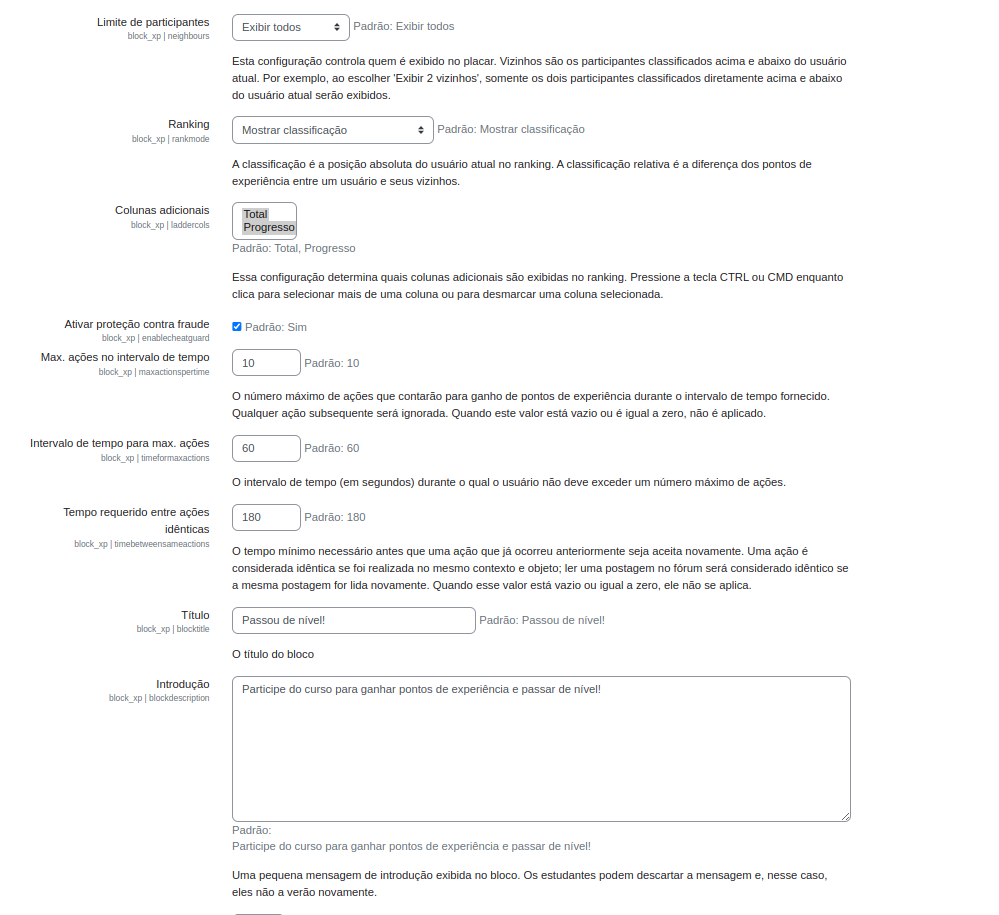 Limite de participantes
block_xp | neighbours
Exibir todos
Padrão: Exibir todos
Esta configuração controla quem é exibido no placar. Vizinhos são os participantes classificados acima e abaixo do usuário
atual. Por exemplo, ao escolher 'Exibir 2 vizinhos', somente os dois participantes classificados diretamente acima e abaixo
do usuário atual serão exibidos.
Ranking
block_xp | rankmode
Mostrar classificação
Padrão: Mostrar classificação
A classificação é a posição absoluta do usuário atual no ranking. A classificação relativa é a diferença dos pontos de
experiência entre um usuário e seus vizinhos.
Colunas adicionais
block_xp | laddercols
Total
Progresso
Padrão: Total, Progresso
Essa configuração determina quais colunas adicionais são exibidas no ranking. Pressione a tecla CTRL ou CMD enquanto
clica para selecionar mais de uma coluna ou para desmarcar uma coluna selecionada.
Ativar proteção contra fraude
block_xp | enablecheatguard
Padrão: Sim
Max. ações no intervalo de tempo
block_xp | maxactionspertime
10
Padrão: 10
O número máximo de ações que contarão para ganho de pontos de experiência durante o intervalo de tempo fornecido.
Qualquer ação subsequente será ignorada. Quando este valor está vazio ou é igual a zero, não é aplicado.
Intervalo de tempo para max. ações
block_xp | timeformaxactions
60
Padrão: 60
O intervalo de tempo (em segundos) durante o qual o usuário não deve exceder um número máximo de ações.
Tempo requerido entre ações
idênticas
block_xp | timebetweensameactions
180
Padrão: 180
O tempo mínimo necessário antes que uma ação que já ocorreu anteriormente seja aceita novamente. Uma ação é
considerada idêntica se foi realizada no mesmo contexto e objeto; ler uma postagem no fórum será considerado idêntico se
a mesma postagem for lida novamente. Quando esse valor está vazio ou igual a zero, ele não se aplica.
Título
block_xp | blocktitle
Passou de nível!
Padrão: Passou de nível!
O título do bloco
Introdução
block_xp | blockdescription
Participe do curso para ganhar pontos de experiência e passar de nível!
Padrão:
Participe do curso para ganhar pontos de experiência e passar de nível!
Uma pequena mensagem de introdução exibida no bloco. Os estudantes podem descartar a mensagem e, nesse caso,
eles não a verão novamente.